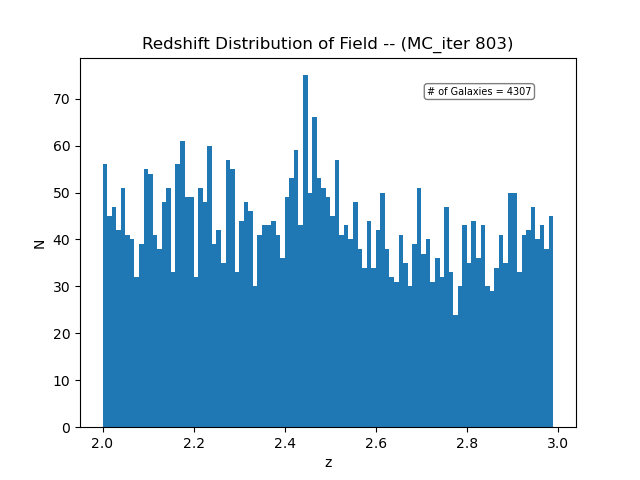 Redshift Distribution of Field -- (MC_iter 803)
# of Galaxies = 4307
70
60
50
40
30
20
10
0
N
2.0 2.2 2.4 2.6 2.8 3.0
z